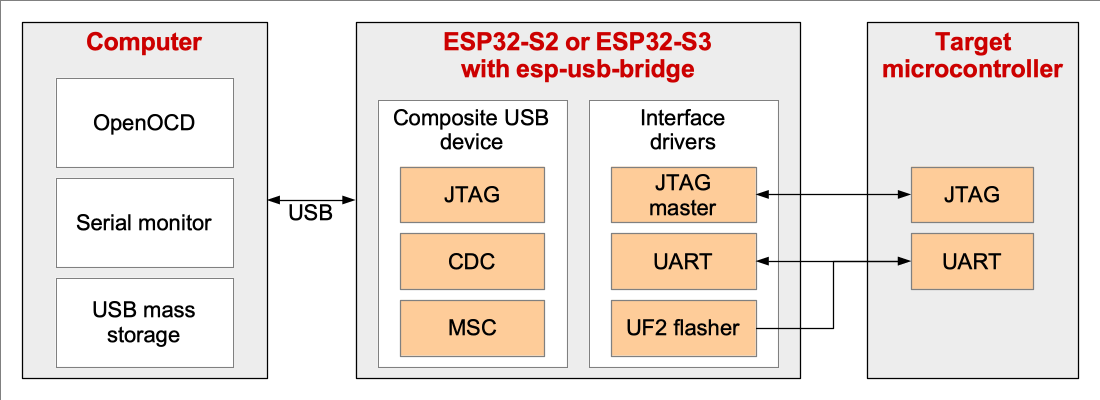 Computer
OpenOCD
Serial monitor
USB mass
storage
USB
ESP32-S2 or ESP32-S3
with esp-usb-bridge
Composite USB
device
JTAG
CDC
MSC
Interface
drivers
JTAG
master
UART
UF2 flasher
Target
microcontroller
JTAG
UART